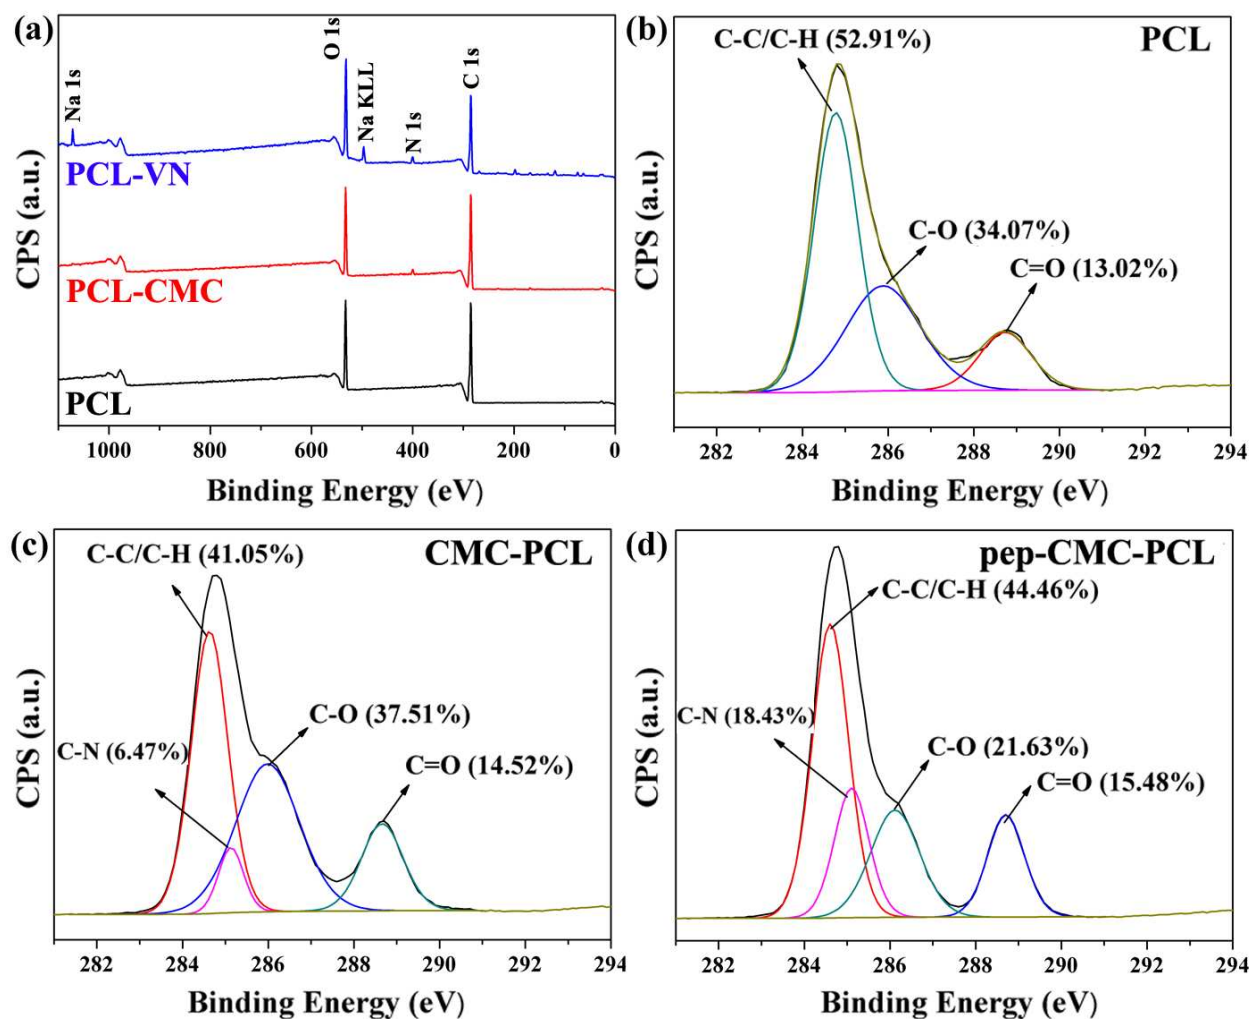 (a)
Na 1s
O 1s
Na KLL
N 1s
C 1s
PCL-VN
PCL-CMC
PCL
CPS (a.u.)
1000 800 600 400 200 0
Binding Energy (eV)
(b)
PCL
C-C/C-H (52.91%)
C-O (34.07%)
C=O (13.02%)
CPS (a.u.)
282 284 286 288 290 292 294
Binding Energy (eV)
(c)
CMC-PCL
C-C/C-H (41.05%)
C-O (37.51%)
C-N (6.47%)
C=O (14.52%)
CPS (a.u.)
282 284 286 288 290 292 294
Binding Energy (eV)
(d)
pep-CMC-PCL
C-C/C-H (44.46%)
C-N (18.43%)
C-O (21.63%)
C=O (15.48%)
CPS (a.u.)
282 284 286 288 290 292 294
Binding Energy (eV)